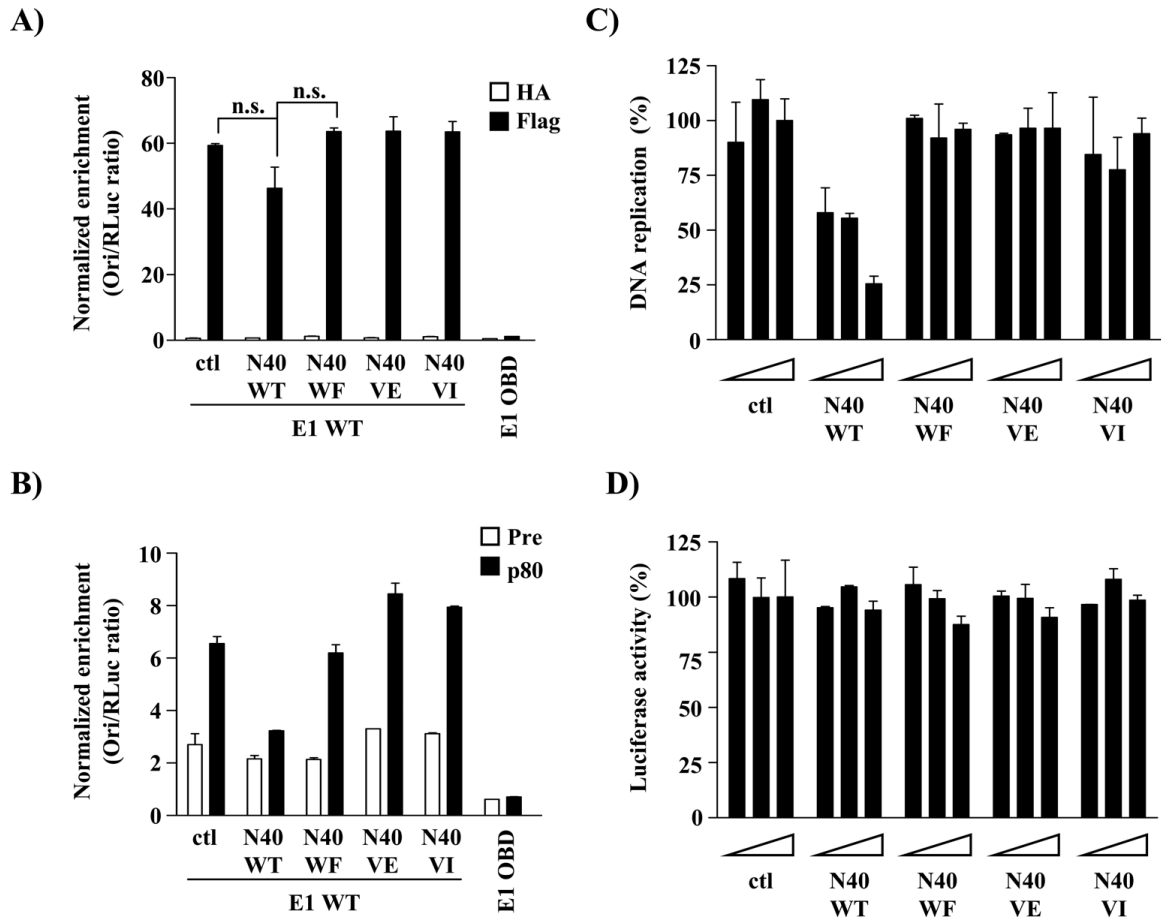 A)
Normalized enrichment
(Ori/RLuc ratio)
80
60
40
20
0
n.s.
n.s.
HA
Flag
ctl
N40
WT
N40
WF
N40
VE
N40
VI
E1 WT
E1 OBD
B)
Normalized enrichment
(Ori/RLuc ratio)
10
8
6
4
2
0
Pre
p80
ctl
N40
WT
N40
WF
N40
VE
N40
VI
E1 WT
E1 OBD
C)
DNA replication (%)
125
100
75
50
25
0
ctl
N40
WT
N40
WF
N40
VE
N40
VI
D)
Luciferase activity (%)
125
100
75
50
25
0
ctl
N40
WT
N40
WF
N40
VE
N40
VI